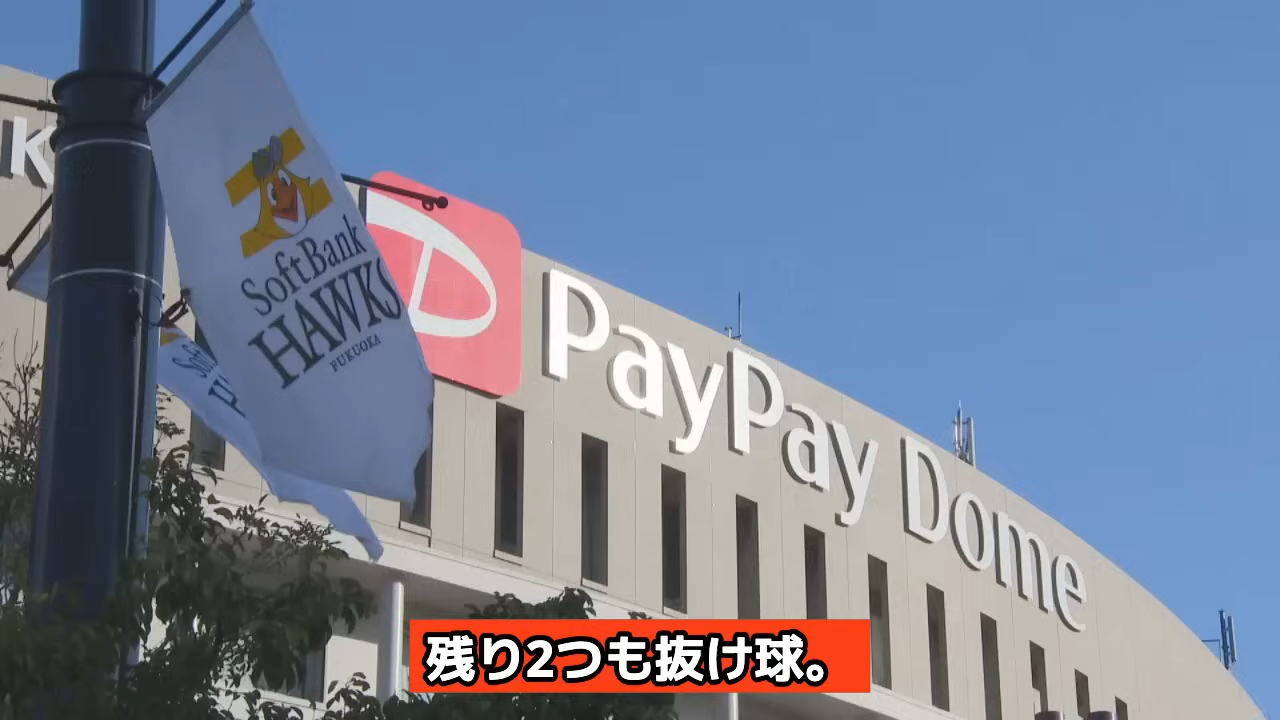 K
SoftBank
HAWKS
FUKUOKA
PayPay Dome
残り2つも抜け球。